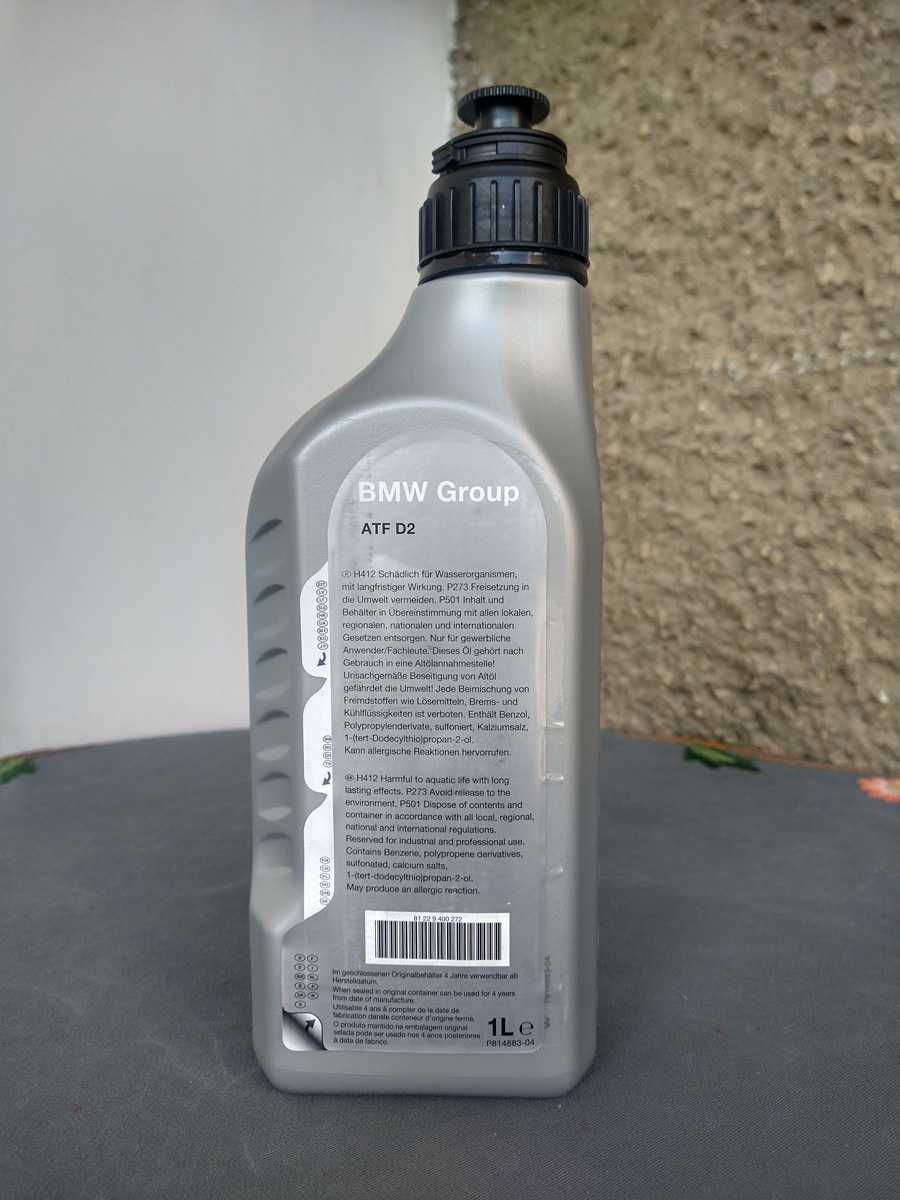 BMW Group
ATF D2
D H412 Schädlich für Wasserorganismen,
mit langfristiger Wirkung. P273 Freisetzung in
die Umwelt vermeiden. P501 Inhalt und
Behälter in Übereinstimmung mit allen lokalen,
regionalen, nationalen und internationalen
Gesetzen entsorgen. Nur für gewerbliche
Anwender/Fachleute. Dieses Öl gehört nach
Gebrauch in eine Altölannahmestelle!
Unsachgemäße Beseitigung von Altöl
gefährdet die Umwelt! Jede Beimischung von
Fremdstoffen wie Lösemitteln, Brems- und
Kühlflüssigkeiten ist verboten. Enthält Benzol,
Polypropylenderivate, sulfoniert, Kalziumsalz,
1-(tert-Dodecylthio)propan-2-ol.
Kann allergische Reaktionen hervorrufen.
GB H412 Harmful to aquatic life with long
lasting effects. P273 Avoid release to the
environment. P501 Dispose of contents and
container in accordance with all local, regional,
national and international regulations.
Reserved for industrial and professional use.
Contains Benzene, polypropene derivatives,
sulfonated, calcium salts,
1-(tert-dodecylthio)propan-2-ol.
May produce an allergic reaction.
81 22 9 400 272
Im geschlossenen Originalbehälter 4 Jahre verwendbar ab
Herstelldatum.
When sealed in original container can be used for 4 years
from date of manufacture.
Utilisable 4 ans à compter de la date de
fabrication dansle conteneur d'origine fermé.
O produto mantido na embalagem original
selada pode ser usado nos 4 anos posteriores
à data de fabrico.
1L e
PB14883-04